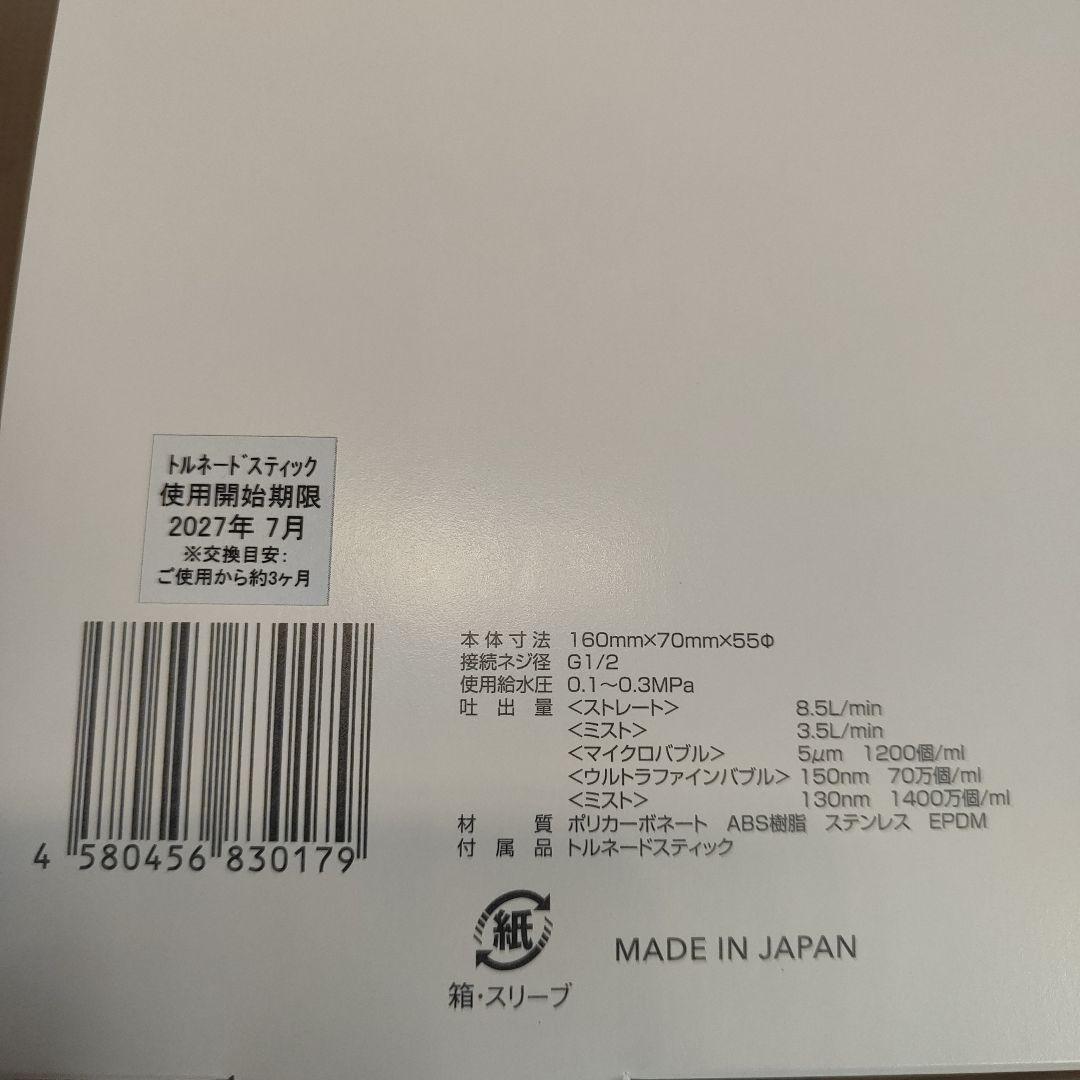 トルネードスティック
使用開始期限
2027年 7月
※交換目安:
ご使用から約3ヶ月
4 580456 830179
本体寸法 160mm×70mm×55Φ
接続ネジ径 G1/2
使用給水圧 0.1〜0.3MPa
吐出量 <ストレート> 8.5L/min
<ミスト> 3.5L/min
<マイクロバブル> 5μm 1200個/ml
<ウルトラファインバブル> 150nm 70万個/ml
<ミスト> 130nm 1400万個/ml
材質 ポリカーボネート ABS樹脂 ステンレス EPDM
付属品 トルネードスティック
紙
箱・スリーブ
MADE IN JAPAN